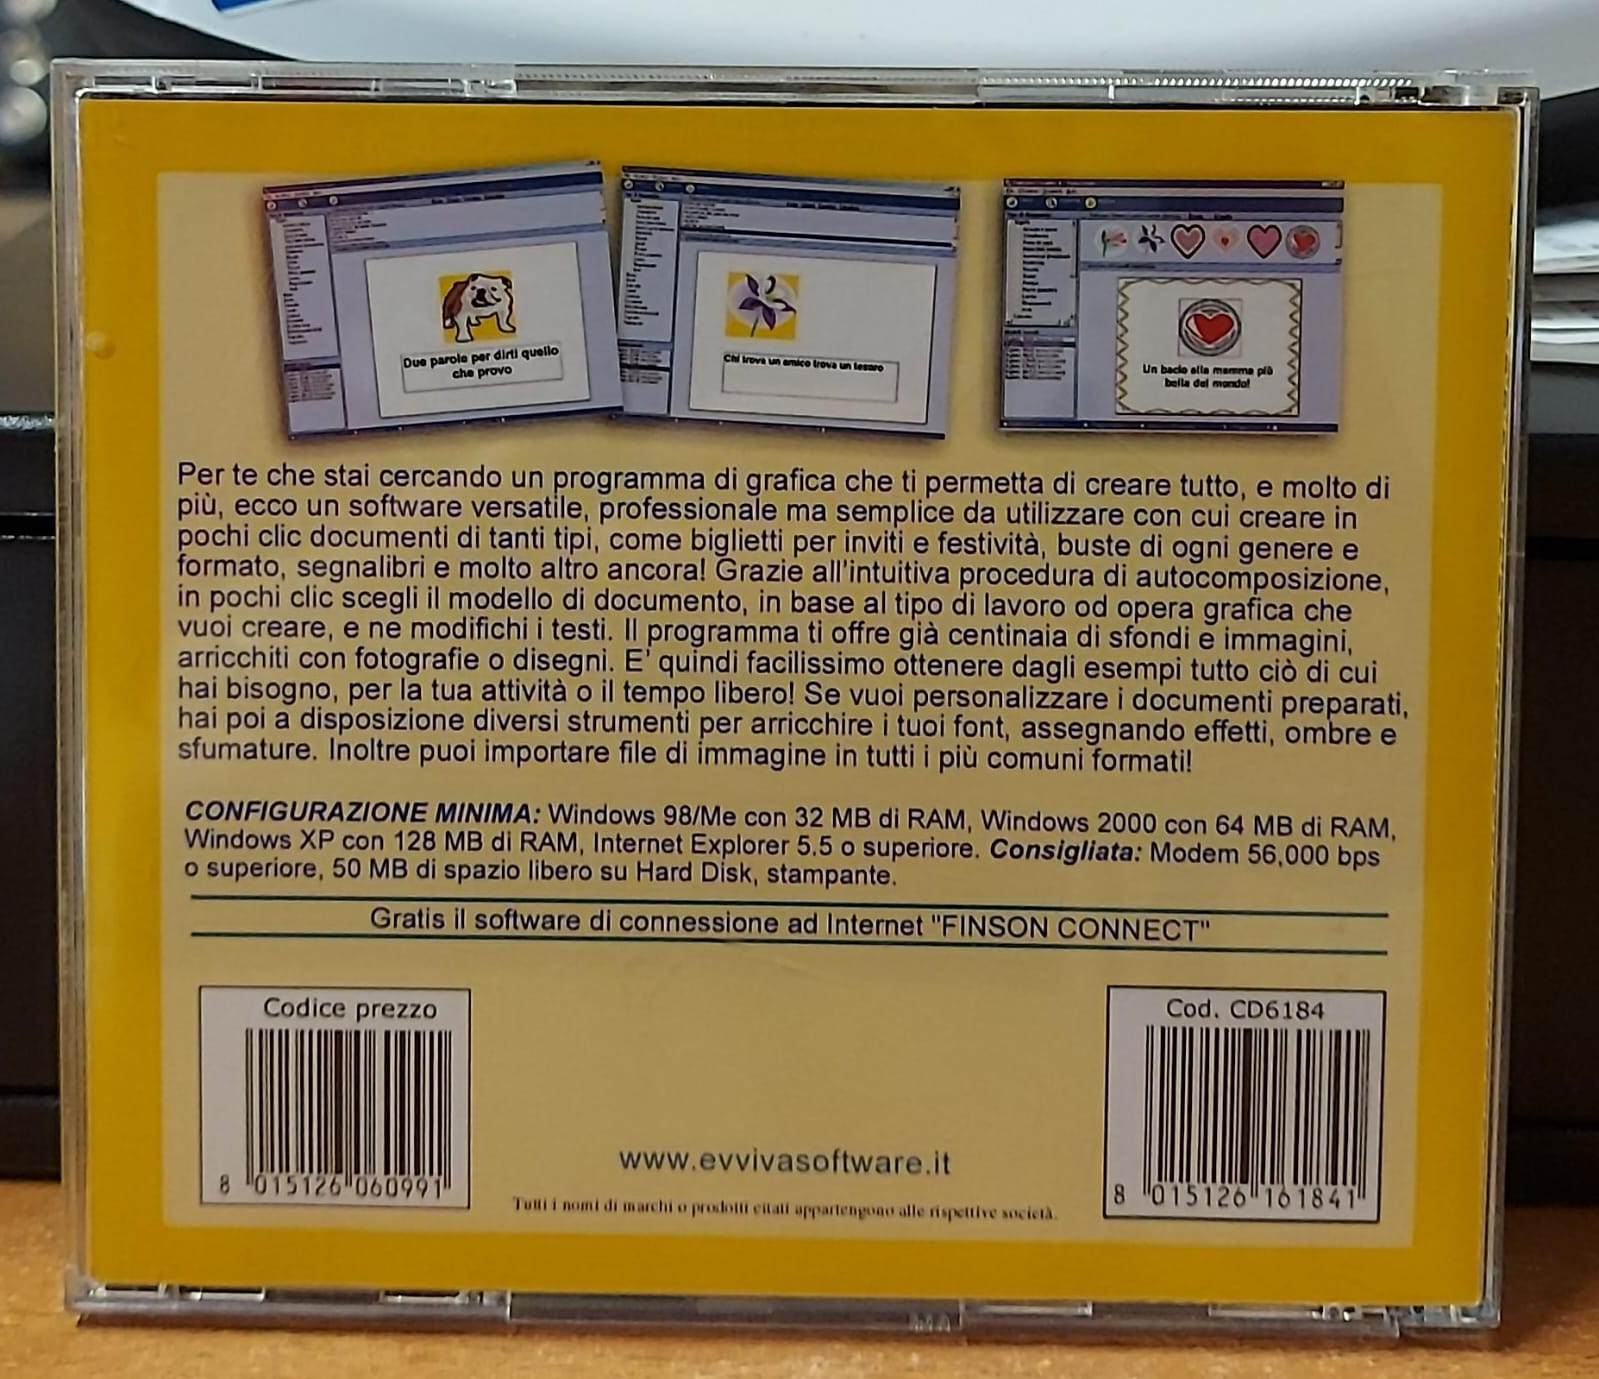 Due parole per dirti quello
che provo
Chi trova un amico trova un tesoro
Un bacio alla mamma più
bella del mondo!
Per te che stai cercando un programma di grafica che ti permetta di creare tutto, e molto di
più, ecco un software versatile, professionale ma semplice da utilizzare con cui creare in
pochi clic documenti di tanti tipi, come biglietti per inviti e festività, buste di ogni genere e
formato, segnalibri e molto altro ancora! Grazie all'intuitiva procedura di autocomposizione,
in pochi clic scegli il modello di documento, in base al tipo di lavoro od opera grafica che
vuoi creare, e ne modifichi i testi. Il programma ti offre già centinaia di sfondi e immagini,
arricchiti con fotografie o disegni. E' quindi facilissimo ottenere dagli esempi tutto ciò di cui
hai bisogno, per la tua attività o il tempo libero! Se vuoi personalizzare i documenti preparati,
hai poi a disposizione diversi strumenti per arricchire i tuoi font, assegnando effetti, ombre e
sfumature. Inoltre puoi importare file di immagine in tutti i più comuni formati!
CONFIGURAZIONE MINIMA: Windows 98/Me con 32 MB di RAM, Windows 2000 con 64 MB di RAM,
Windows XP con 128 MB di RAM, Internet Explorer 5.5 o superiore. Consigliata: Modem 56,000 bps
o superiore, 50 MB di spazio libero su Hard Disk, stampante.
Gratis il software di connessione ad Internet "FINSON CONNECT"
Codice prezzo
8 015126 060991
Cod. CD6184
8 015126 161841
www.evvivasoftware.it
Tutti i nomi di marchi o prodotti citati appartengono alle rispettive società.